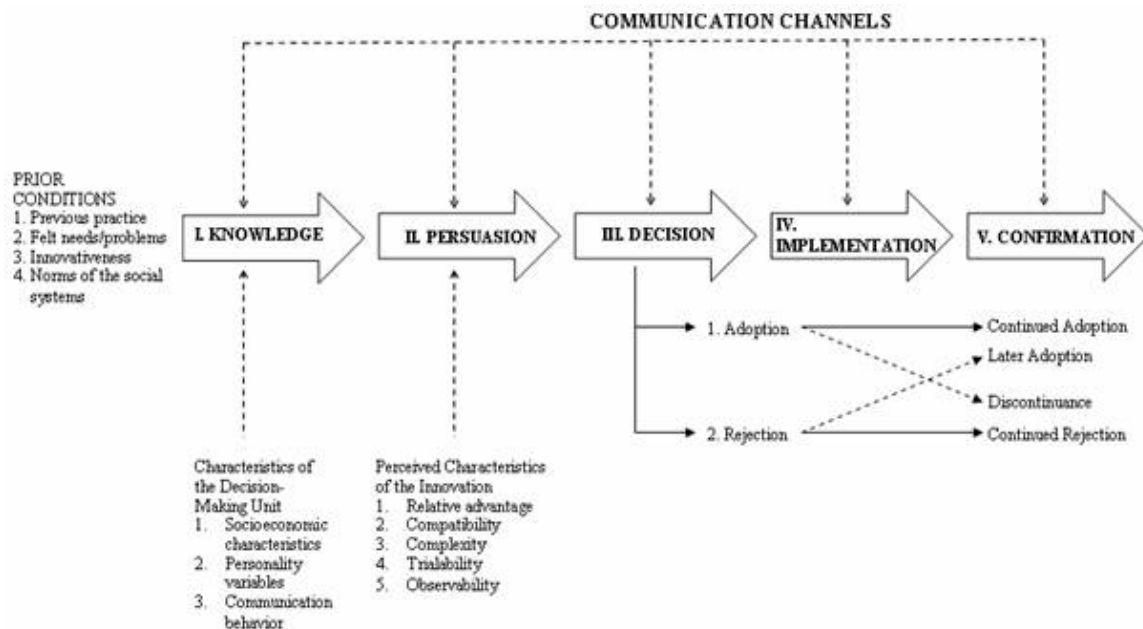 COMMUNICATION CHANNELS
PRIOR
CONDITIONS
1. Previous practice
2. Felt needs/problems
3. Innovativeness
4. Norms of the social
systems
I. KNOWLEDGE
II. PERSUASION
III. DECISION
IV.
IMPLEMENTATION
V. CONFIRMATION
1. Adoption
2. Rejection
Continued Adoption
Later Adoption
Discontinuance
Continued Rejection
Characteristics of
the Decision-
Making Unit
1. Socioeconomic
characteristics
2. Personality
variables
3. Communication
behavior
Perceived Characteristics
of the Innovation
1. Relative advantage
2. Compatibility
3. Complexity
4. Trialability
5. Observability